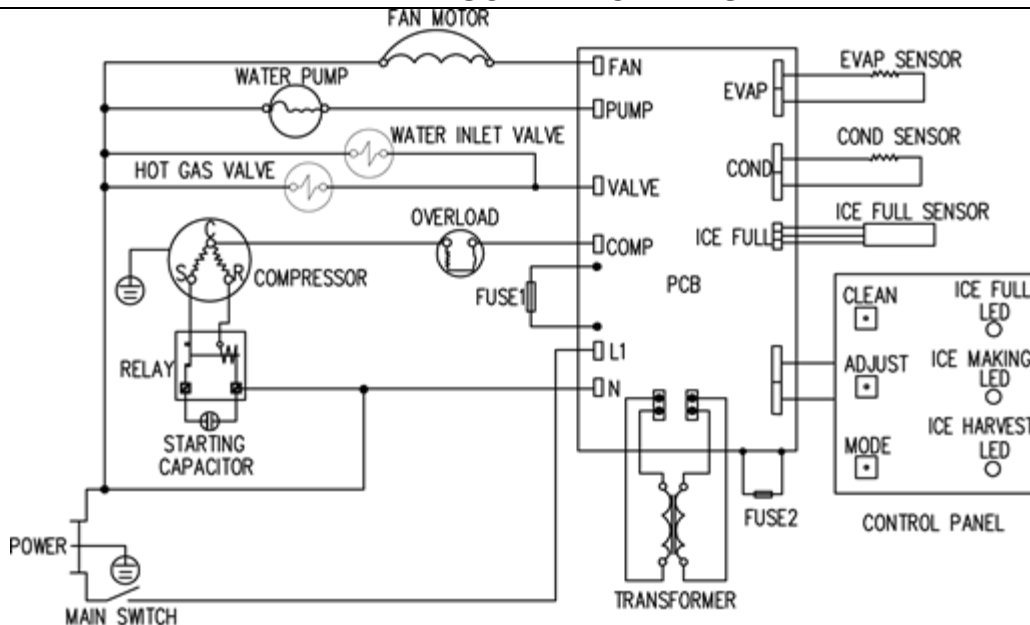 FAN MOTOR
WATER PUMP
WATER INLET VALVE
HOT GAS VALVE
OVERLOAD
C
S
R
COMPRESSOR
FUSE1
RELAY
STARTING
CAPACITOR
POWER
MAIN SWITCH
FAN
PUMP
VALVE
COMP
L1
N
PCB
EVAP
COND
ICE FULL
EVAP SENSOR
COND SENSOR
ICE FULL SENSOR
TRANSFORMER
FUSE2
CLEAN
ICE FULL
LED
ADJUST
ICE MAKING
LED
MODE
ICE HARVEST
LED
CONTROL PANEL